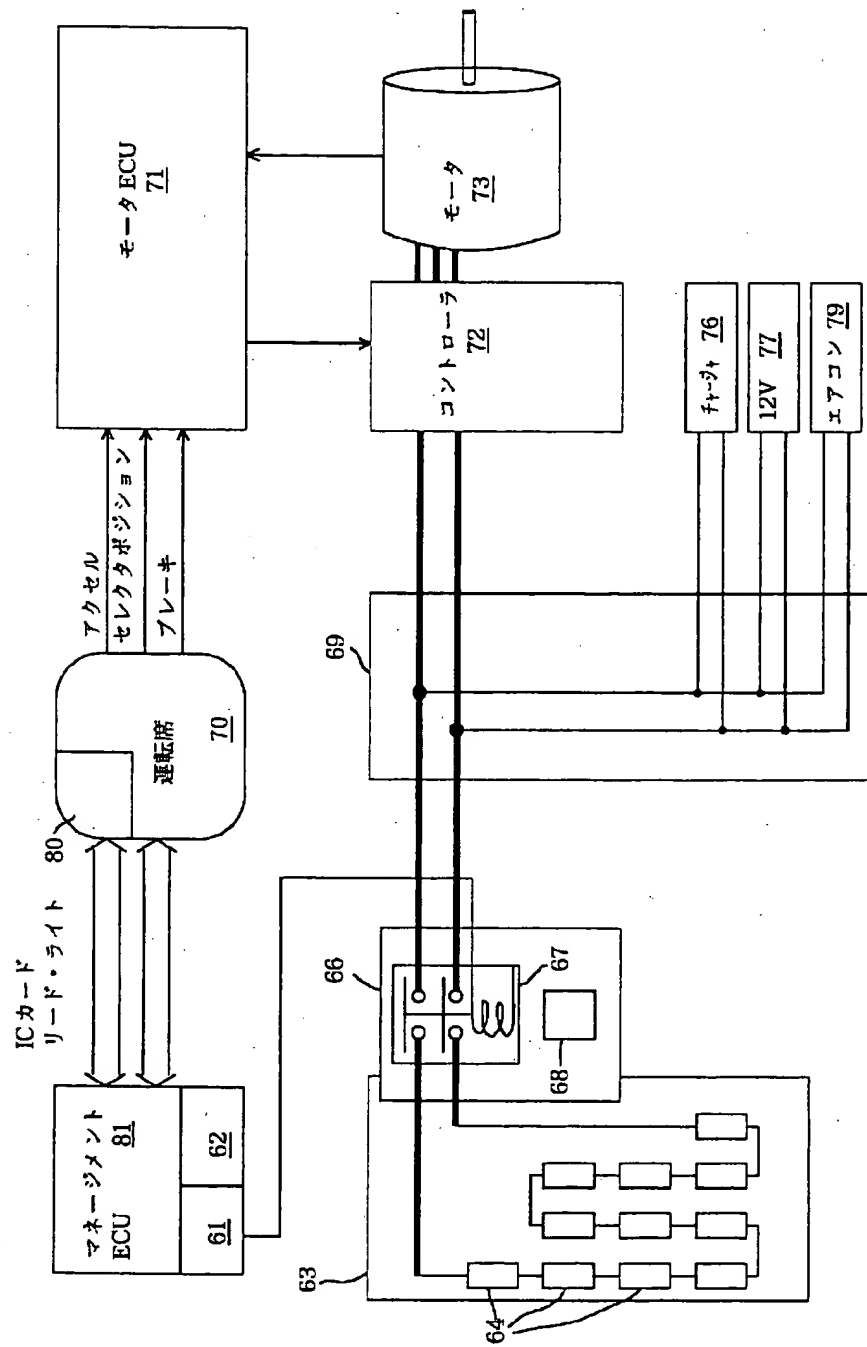 ICカード
リード・ライト
マネージメント
ECU 81
61
62
80
運転席
70
アクセル
セレクタポジション
ブレーキ
モータECU
71
63
64
66
67
68
69
コントローラ
72
モータ
73
チャージャ 76
12V 77
エアコン 79